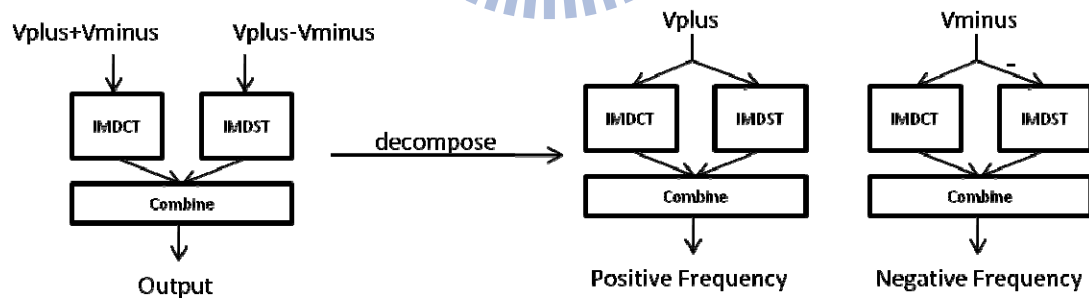 Vplus+Vminus
Vplus-Vminus
IMDCT
IMDST
Combine
Output
decompose
Vplus
IMDCT
IMDST
Combine
Positive Frequency
Vminus
-
IMDCT
IMDST
Combine
Negative Frequency